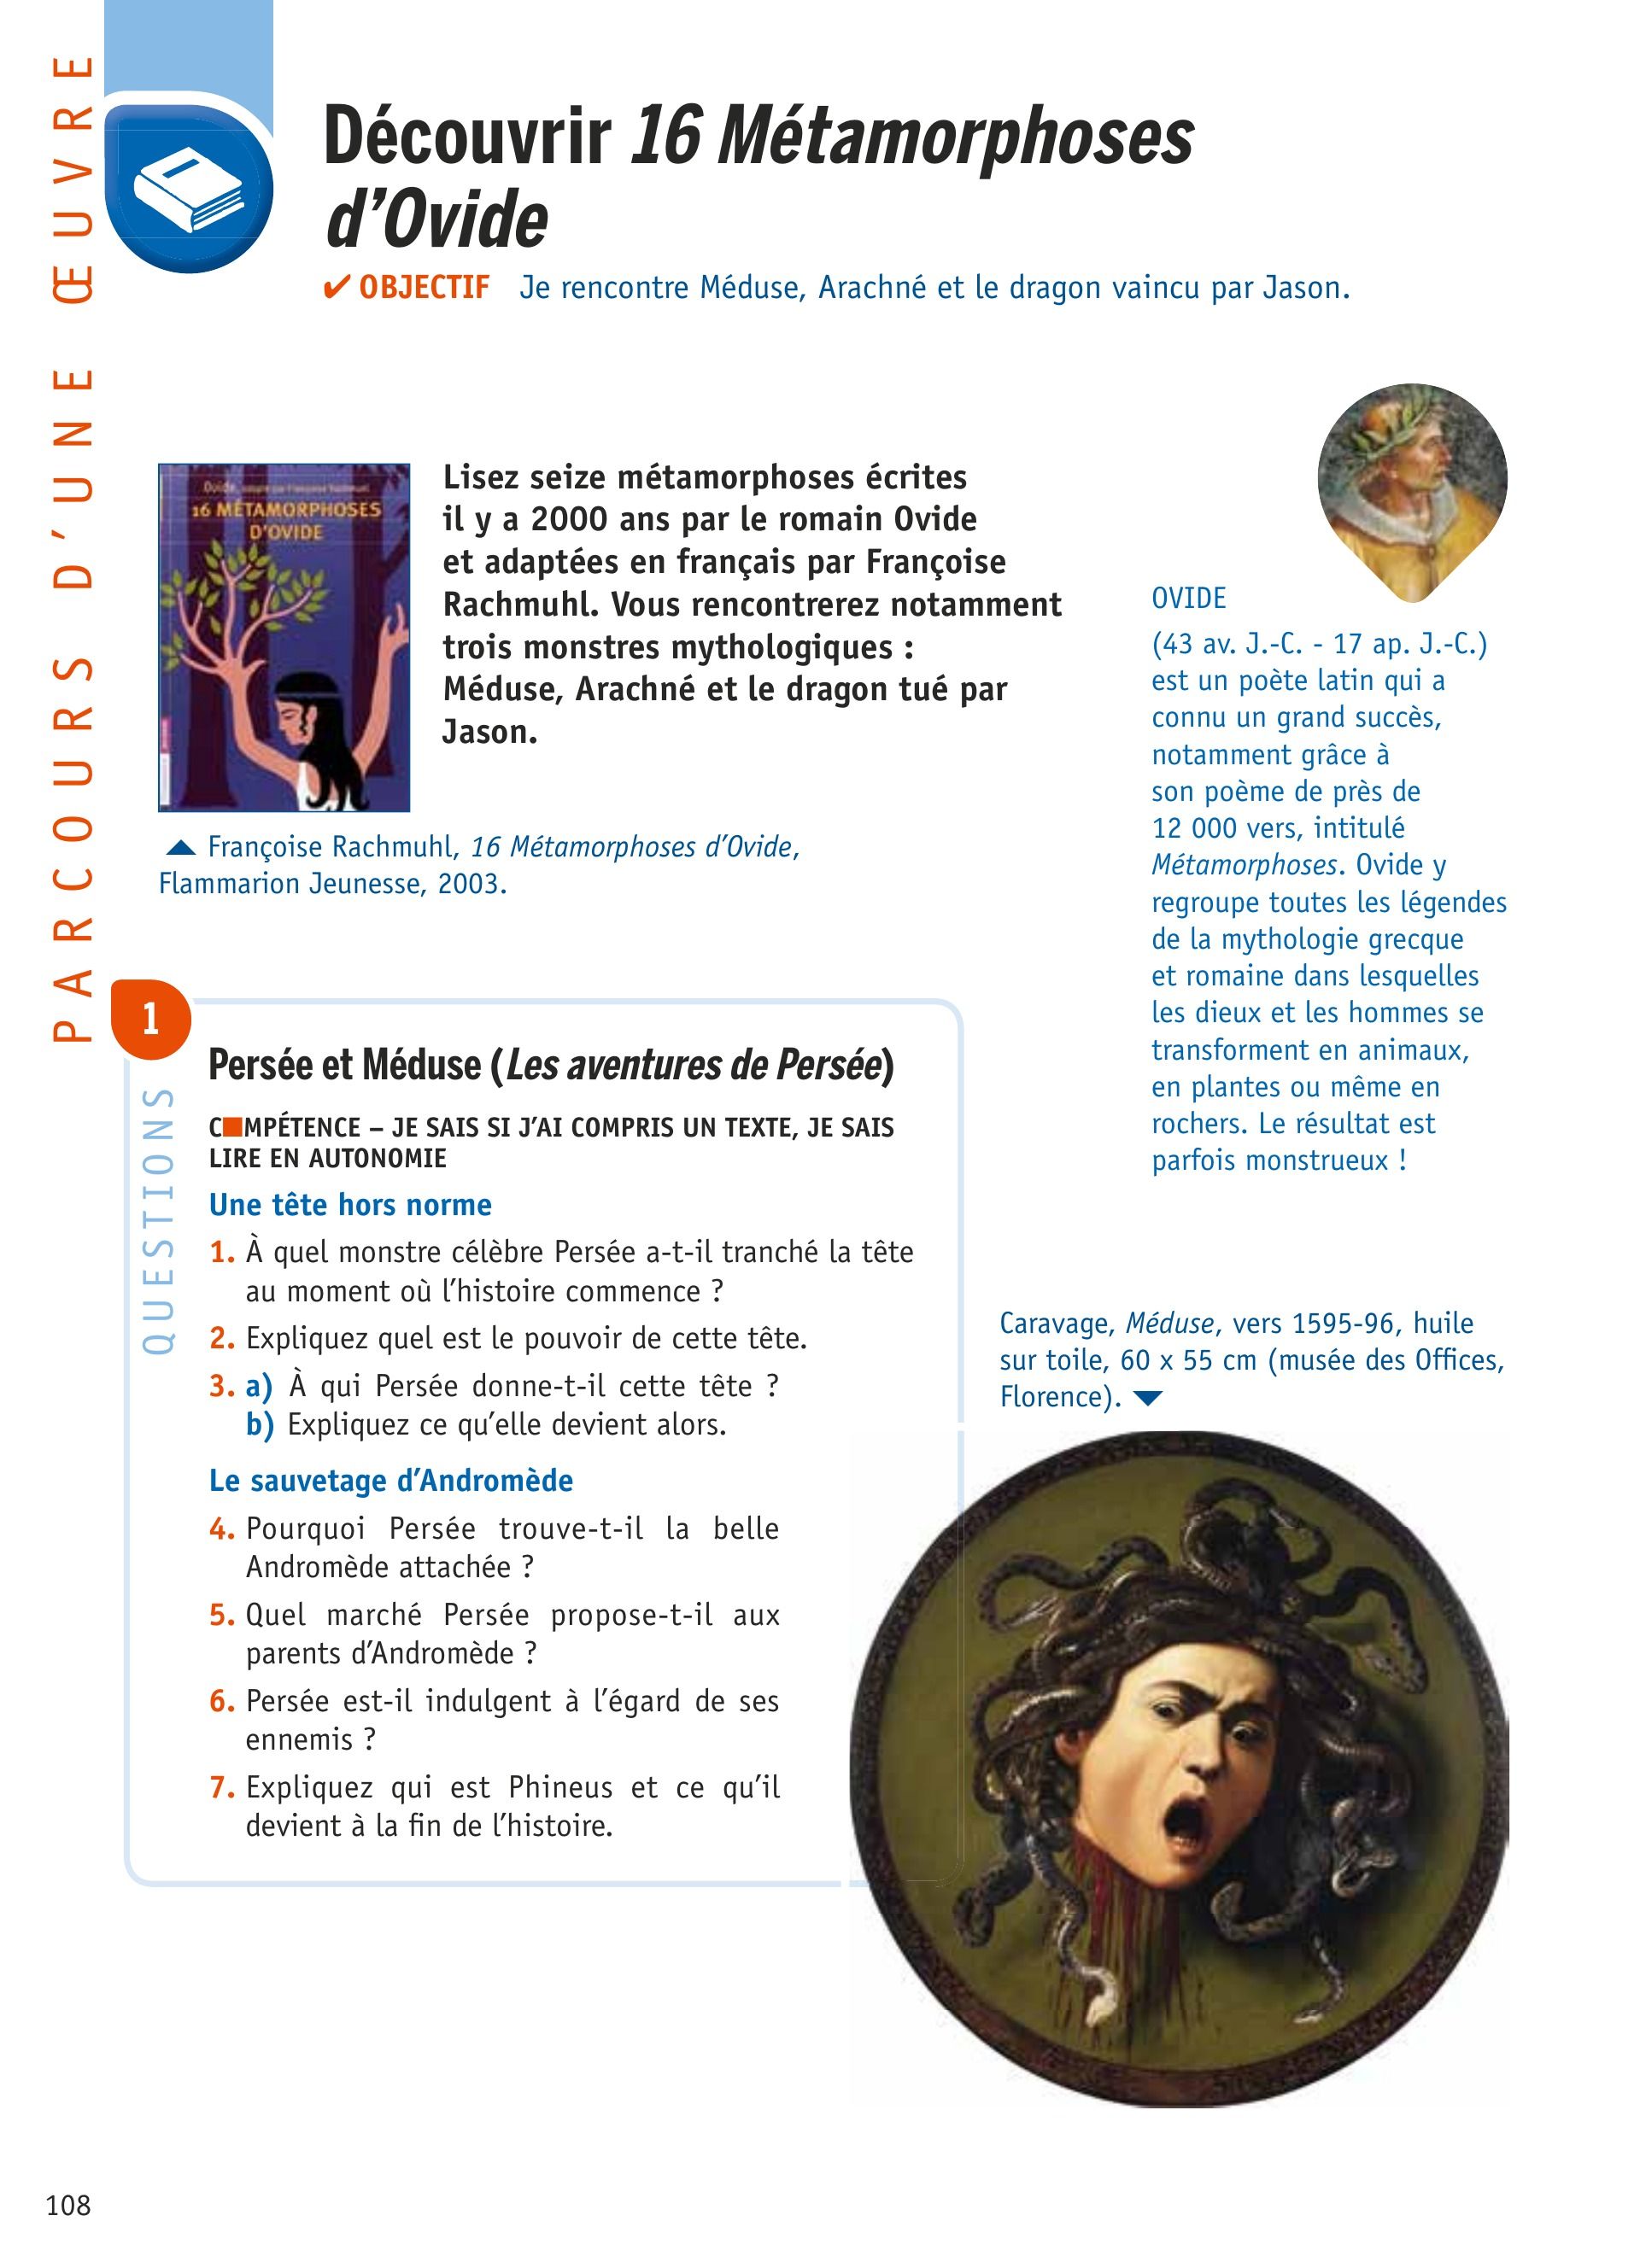 PARCOURS D'UNE ŒUVRE
Découvrir 16 Métamorphoses
d'Ovide
✔ OBJECTIF Je rencontre Méduse, Arachné et le dragon vaincu par Jason.
16 MÉTAMORPHOSES
D'OVIDE
Lisez seize métamorphoses écrites
il y a 2000 ans par le romain Ovide
et adaptées en français par Françoise
Rachmuhl. Vous rencontrerez notamment
trois monstres mythologiques :
Méduse, Arachné et le dragon tué par
Jason.
Françoise Rachmuhl, 16 Métamorphoses d'Ovide,
Flammarion Jeunesse, 2003.
OVIDE
(43 av. J.-C. - 17 ap. J.-C.)
est un poète latin qui a
connu un grand succès,
notamment grâce à
son poème de près de
12 000 vers, intitulé
Métamorphoses. Ovide y
regroupe toutes les légendes
de la mythologie grecque
et romaine dans lesquelles
les dieux et les hommes se
transforment en animaux,
en plantes ou même en
rochers. Le résultat est
parfois monstrueux !
1
QUESTIONS
Persée et Méduse (Les aventures de Persée)
C■MPÉTENCE – JE SAIS SI J'AI COMPRIS UN TEXTE, JE SAIS
LIRE EN AUTONOMIE
Une tête hors norme
1. À quel monstre célèbre Persée a-t-il tranché la tête
au moment où l'histoire commence ?
2. Expliquez quel est le pouvoir de cette tête.
3. a) À qui Persée donne-t-il cette tête ?
b) Expliquez ce qu'elle devient alors.
Le sauvetage d'Andromède
4. Pourquoi Persée trouve-t-il la belle
Andromède attachée ?
5. Quel marché Persée propose-t-il aux
parents d'Andromède ?
6. Persée est-il indulgent à l'égard de ses
ennemis ?
7. Expliquez qui est Phineus et ce qu'il
devient à la fin de l'histoire.
Caravage, Méduse, vers 1595-96, huile
sur toile, 60 x 55 cm (musée des Offices,
Florence).
108